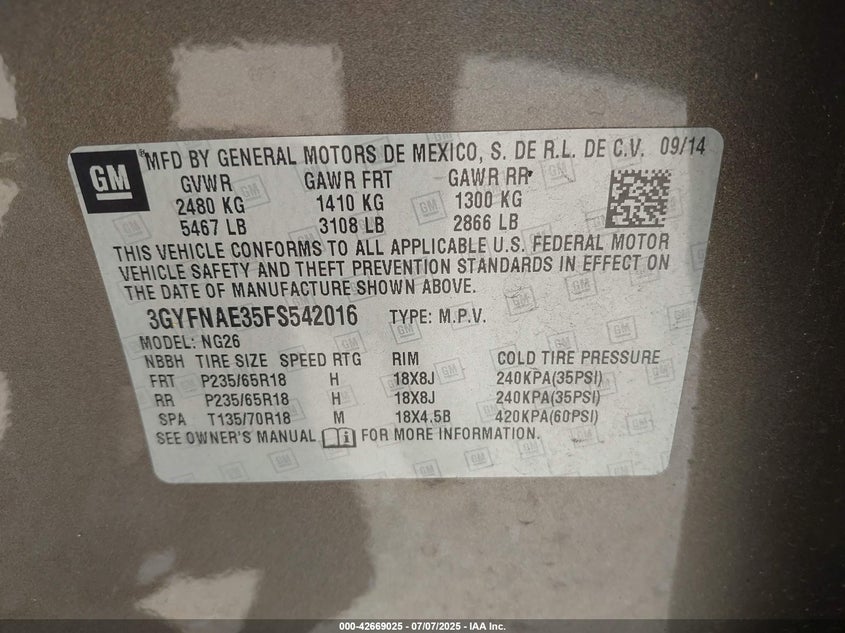 GM ® MFD BY GENERAL MOTORS DE MEXICO, S. DE R.L. DE C.V. 09/14
GVWR GAWR FRT GAWR RR
2480 KG 1410 KG 1300 KG
5467 LB 3108 LB 2866 LB
THIS VEHICLE CONFORMS TO ALL APPLICABLE U.S. FEDERAL MOTOR
VEHICLE SAFETY AND THEFT PREVENTION STANDARDS IN EFFECT ON
THE DATE OF MANUFACTURE SHOWN ABOVE.
3GYFNAE35FS542016 TYPE: M.P.V.
MODEL: NG26
NBBH TIRE SIZE SPEED RTG RIM COLD TIRE PRESSURE
FRT P235/65R18 H 18X8J 240KPA(35PSI)
RR P235/65R18 H 18X8J 240KPA(35PSI)
SPA T135/70R18 M 18X4.5B 420KPA(60PSI)
SEE OWNER'S MANUAL FOR MORE INFORMATION.
000-42669025 - 07/07/2025 - IAA Inc.